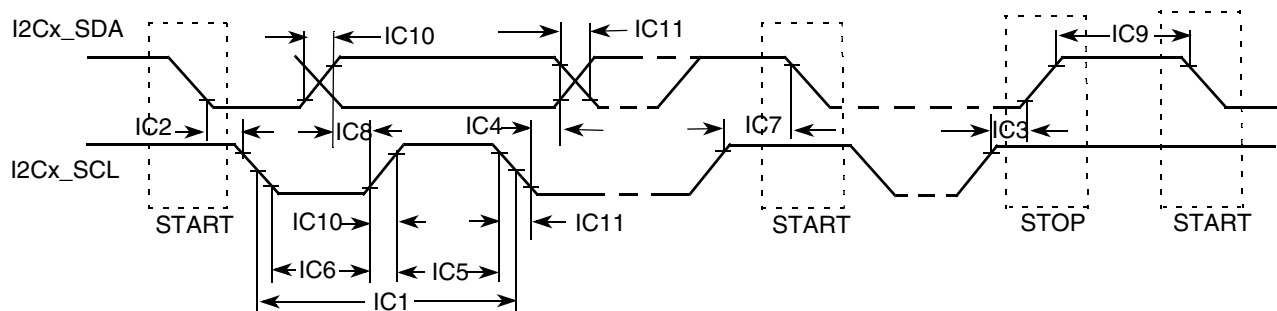 I2Cx_SDA
IC10
IC11
IC9
IC2
IC8
IC4
IC7
IC3
I2Cx_SCL
START
IC10
IC11
START
STOP
START
IC6
IC5
IC1